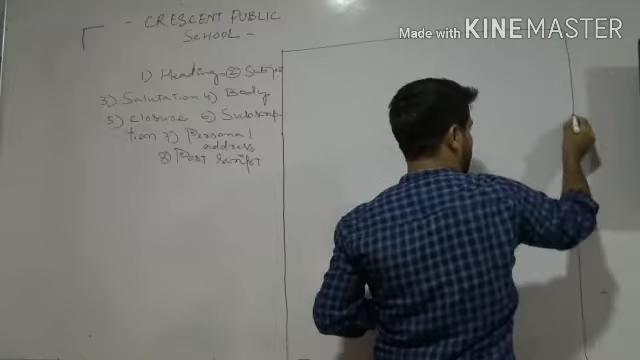 - CRESCENT PUBLIC
SCHOOL -
1) Heading 2)
3) Salutation 4) Body
5) closure 6) Subscrip
tion 7) Personal
address
8) Post script
Made with KINEMASTER